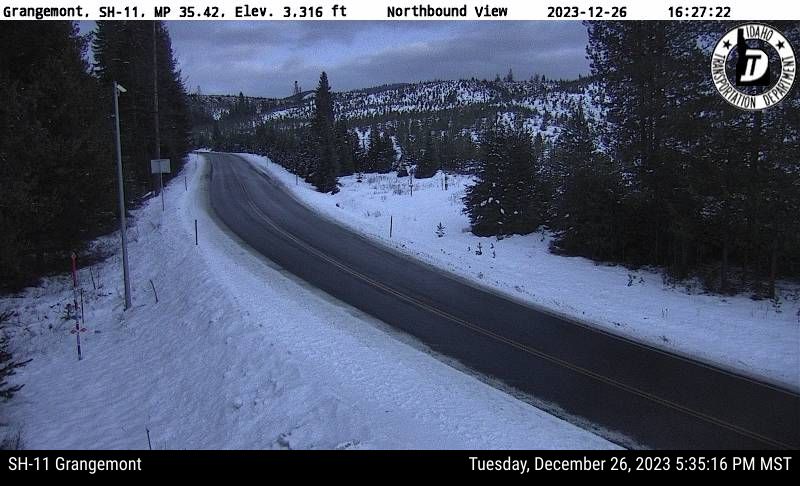 Grangemont, SH-11, MP 35.42, Elev. 3,316 ft Northbound View 2023-12-26 16:27:22
IDAHO
TRANSPORTATION DEPARTMENT
SH-11 Grangemont Tuesday, December 26, 2023 5:35:16 PM MST